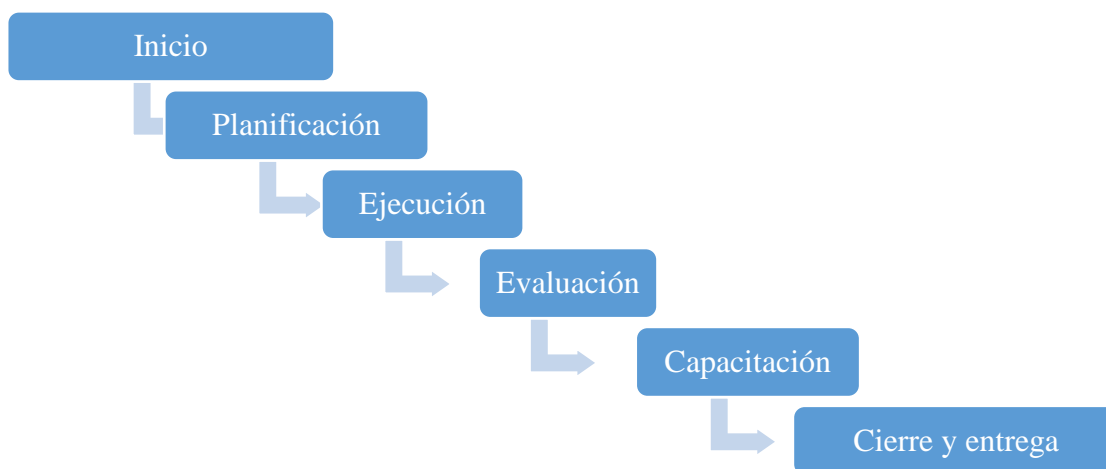 Inicio
Planificación
Ejecución
Evaluación
Capacitación
Cierre y entrega